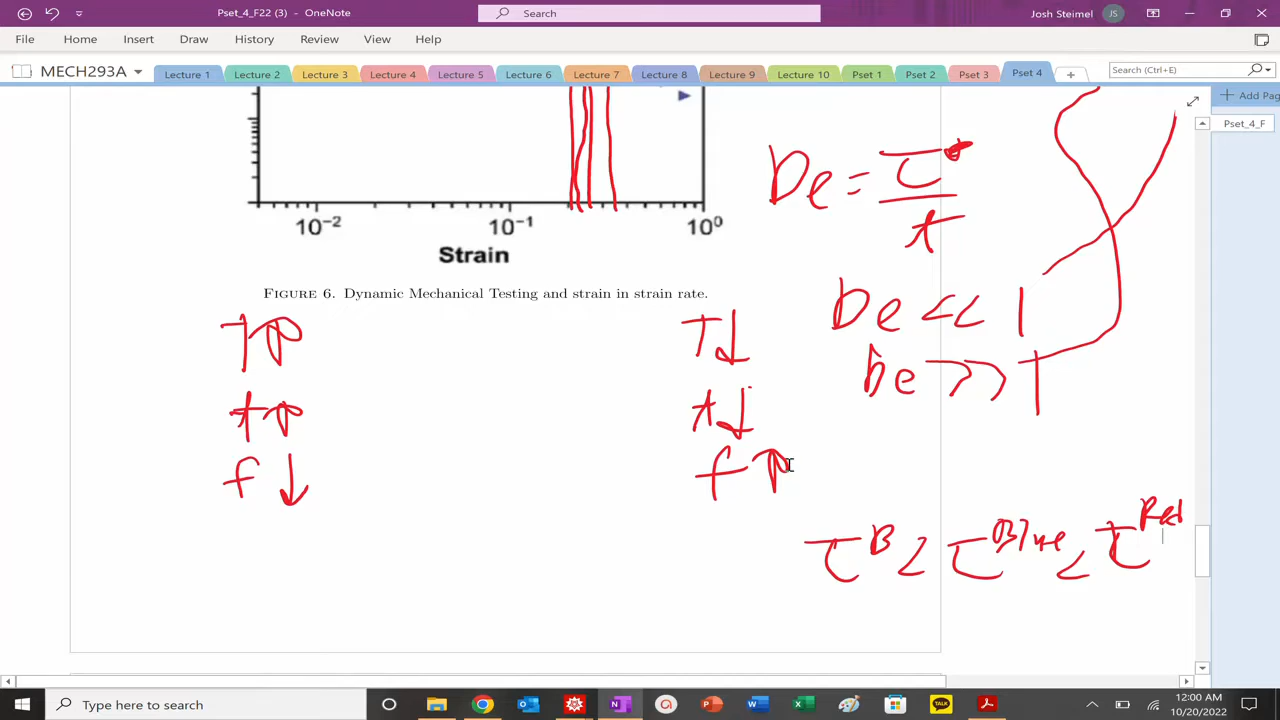 Pset_4_F22 (3) - OneNote
Search
Josh Steimel
JS
File Home Insert Draw History Review View Help
MECH293A
Lecture 1 Lecture 2 Lecture 3 Lecture 4 Lecture 5 Lecture 6 Lecture 7 Lecture 8 Lecture 9 Lecture 10 Pset 1 Pset 2 Pset 3 Pset 4
Search (Ctrl+E)
Add Pag
Pset_4_F
10⁻² 10⁻¹ 10⁰
Strain
De = τ / t
FIGURE 6. Dynamic Mechanical Testing and strain in strain rate.
De << 1
De >> 1
T↑ T↓
t↑ t↓
f↓ f↑
τ^B < τ^Blue < τ^Red
Type here to search
TALK
12:00 AM
10/20/2022